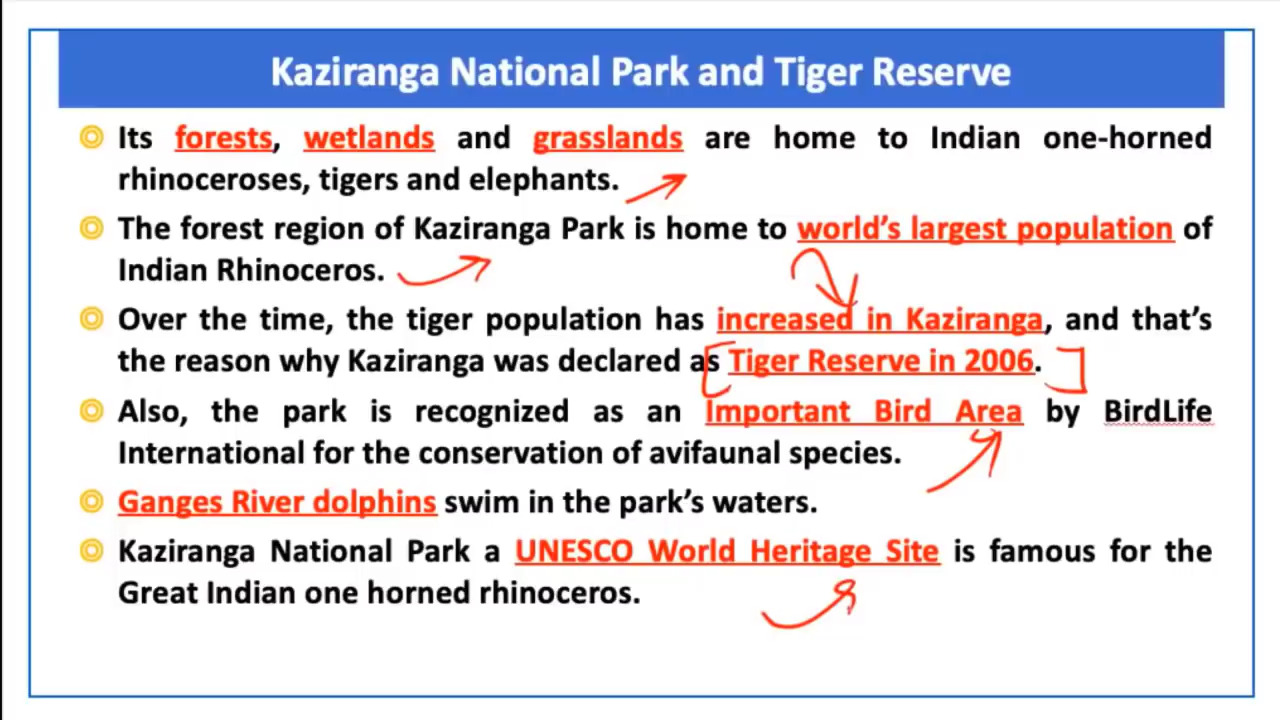 Kaziranga National Park and Tiger Reserve
Its forests, wetlands and grasslands are home to Indian one-horned
rhinoceroses, tigers and elephants.
The forest region of Kaziranga Park is home to world's largest population of
Indian Rhinoceros.
Over the time, the tiger population has increased in Kaziranga, and that's
the reason why Kaziranga was declared as Tiger Reserve in 2006.
Also, the park is recognized as an Important Bird Area by BirdLife
International for the conservation of avifaunal species.
Ganges River dolphins swim in the park's waters.
Kaziranga National Park a UNESCO World Heritage Site is famous for the
Great Indian one horned rhinoceros.